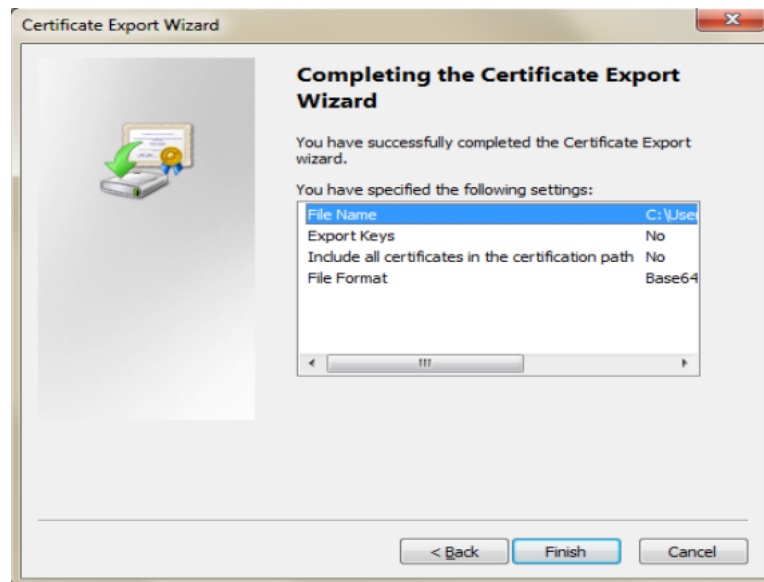 Certificate Export Wizard
Completing the Certificate Export
Wizard
You have successfully completed the Certificate Export
wizard.
You have specified the following settings:
File Name C:\User
Export Keys No
Include all certificates in the certification path No
File Format Base64
< Back Finish Cancel